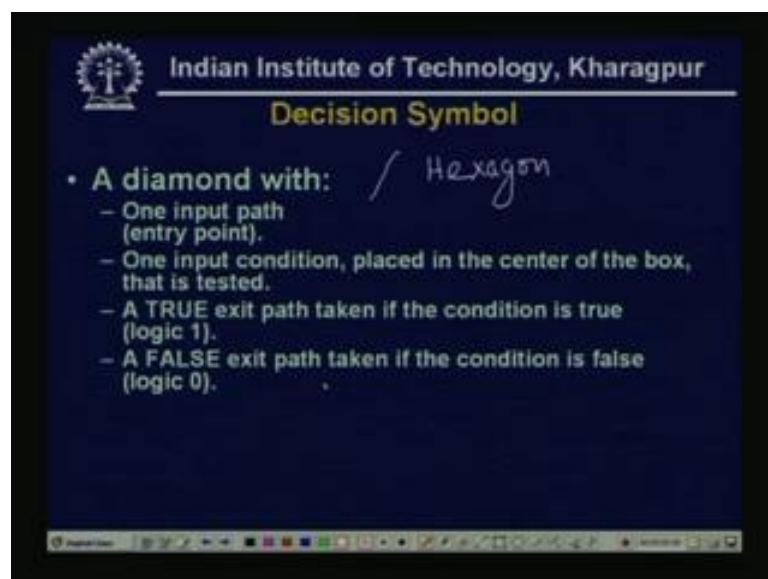 Indian Institute of Technology, Kharagpur
Decision Symbol
• A diamond with: / Hexagon
– One input path
(entry point).
– One input condition, placed in the center of the box,
that is tested.
– A TRUE exit path taken if the condition is true
(logic 1).
– A FALSE exit path taken if the condition is false
(logic 0).